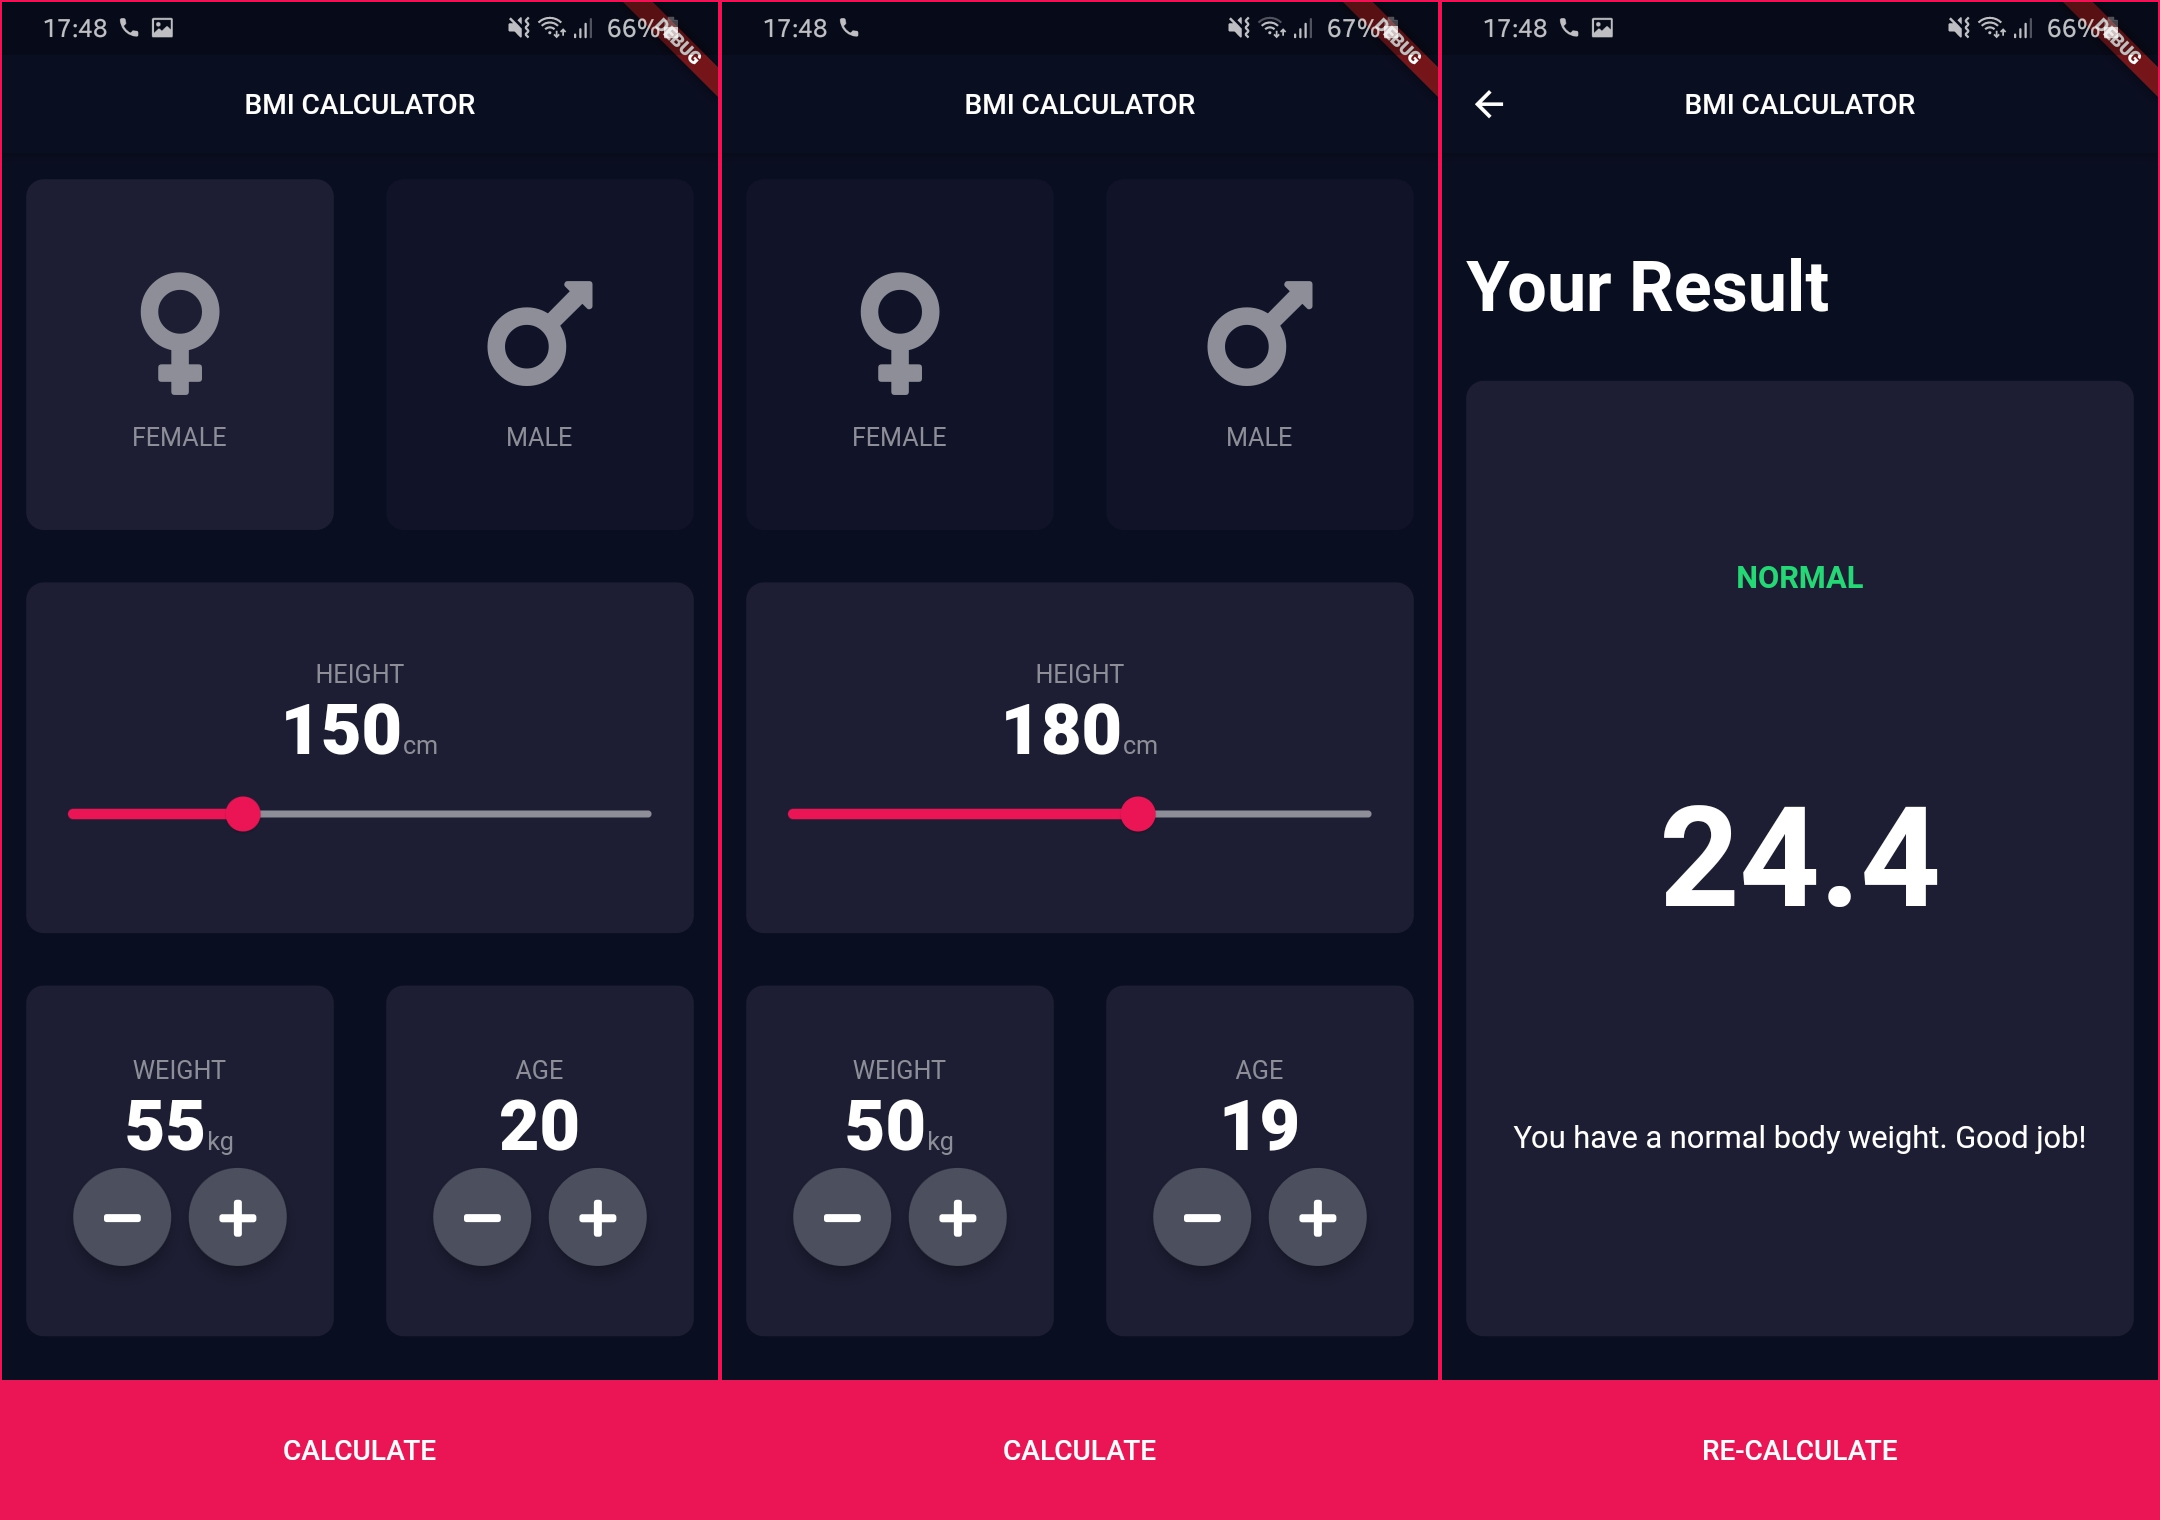 17:48 66%
DEBUG
BMI CALCULATOR
FEMALE
MALE
HEIGHT
150cm
WEIGHT
55kg
AGE
20
CALCULATE
17:48 67%
DEBUG
BMI CALCULATOR
FEMALE
MALE
HEIGHT
180cm
WEIGHT
50kg
AGE
19
CALCULATE
17:48 66%
DEBUG
BMI CALCULATOR
Your Result
NORMAL
24.4
You have a normal body weight. Good job!
RE-CALCULATE